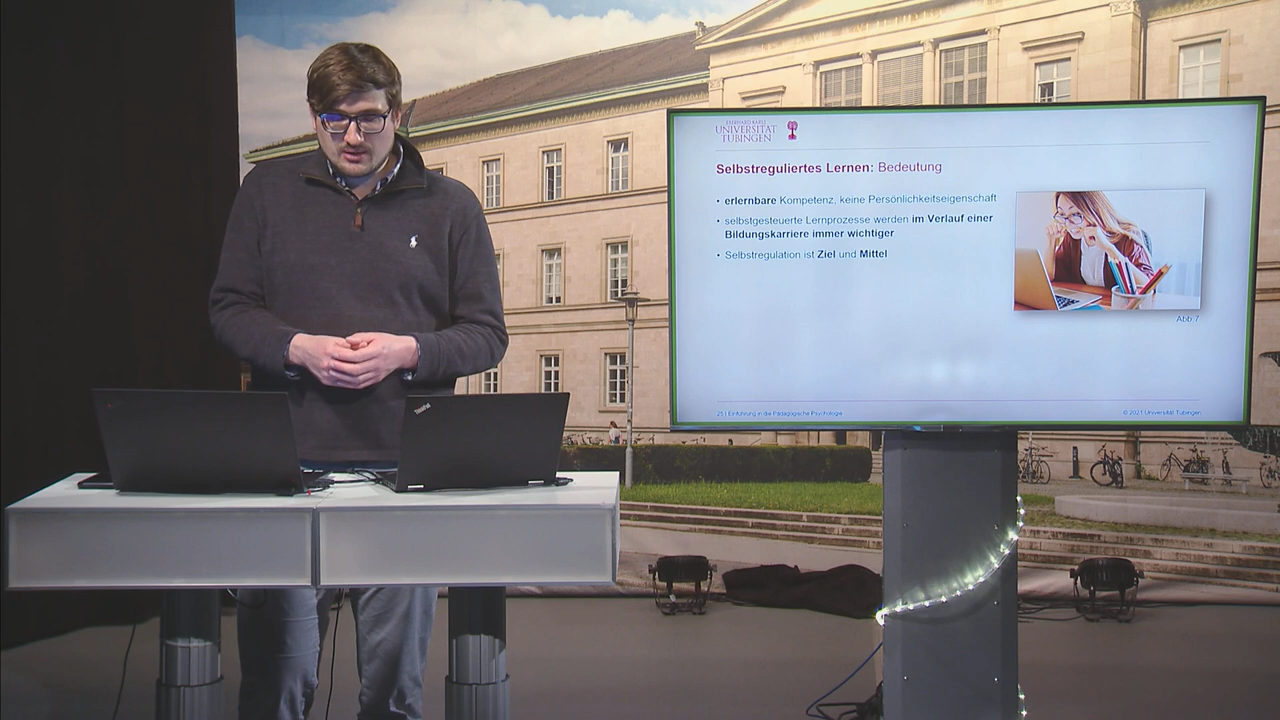 EBERHARD KARLS
UNIVERSITÄT
TÜBINGEN
Selbstreguliertes Lernen: Bedeutung
• erlernbare Kompetenz, keine Persönlichkeitseigenschaft
• selbstgesteuerte Lernprozesse werden im Verlauf einer
Bildungskarriere immer wichtiger
• Selbstregulation ist Ziel und Mittel
Abb.7
25 | Einführung in die Pädagogische Psychologie
© 2021 Universität Tübingen
ThinkPad